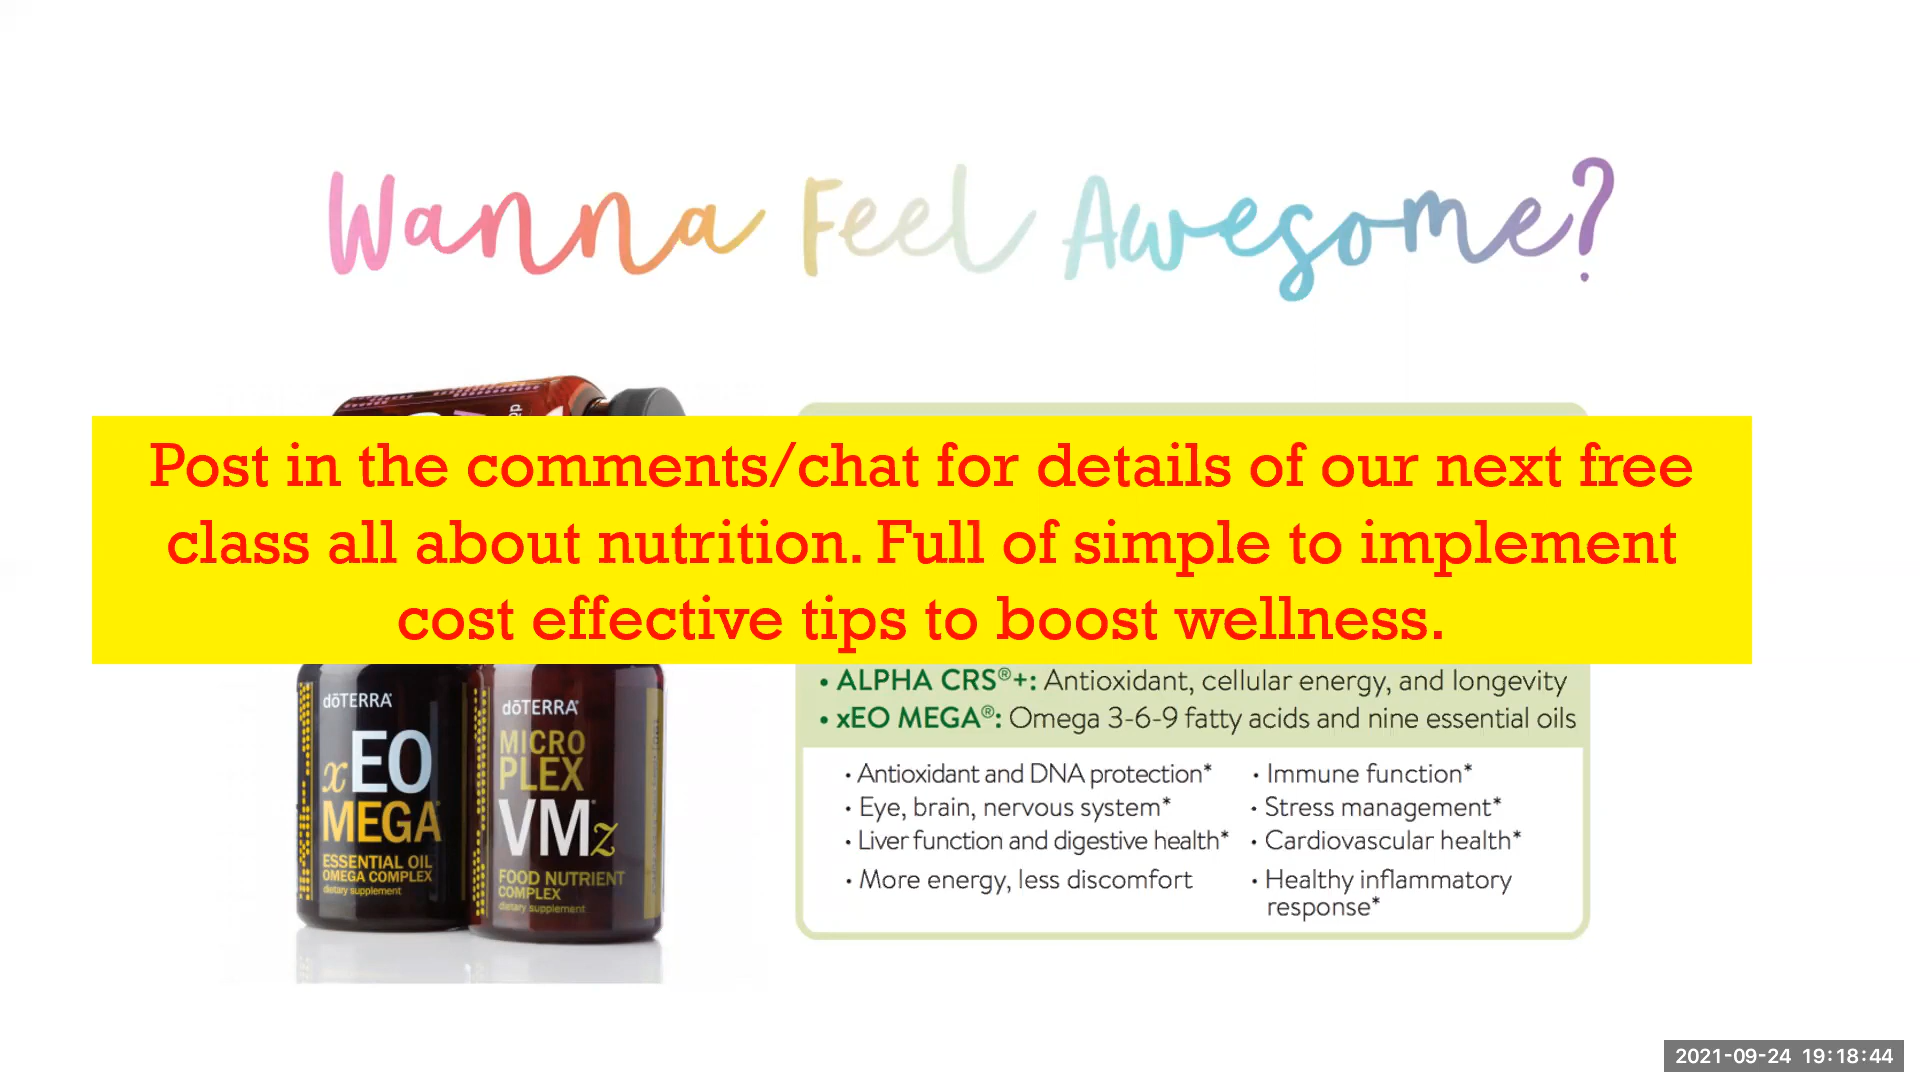 Wanna Feel Awesome?
Post in the comments/chat for details of our next free
class all about nutrition. Full of simple to implement
cost effective tips to boost wellness.
dōTERRA
xEO
MEGA
ESSENTIAL OIL
OMEGA COMPLEX
dietary supplement
dōTERRA
MICRO
PLEX
VMz
FOOD NUTRIENT
COMPLEX
dietary supplement
• ALPHA CRS®+: Antioxidant, cellular energy, and longevity
• xEO MEGA®: Omega 3-6-9 fatty acids and nine essential oils
• Antioxidant and DNA protection*
• Eye, brain, nervous system*
• Liver function and digestive health*
• More energy, less discomfort
• Immune function*
• Stress management*
• Cardiovascular health*
• Healthy inflammatory
response*
2021-09-24 19:18:44